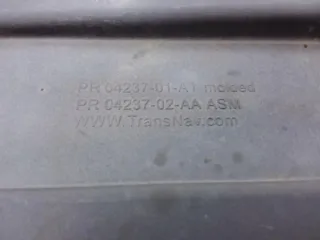 PR 04237-01-A1 molded
PR 04237-02-AA ASM
WWW.TransNav.com